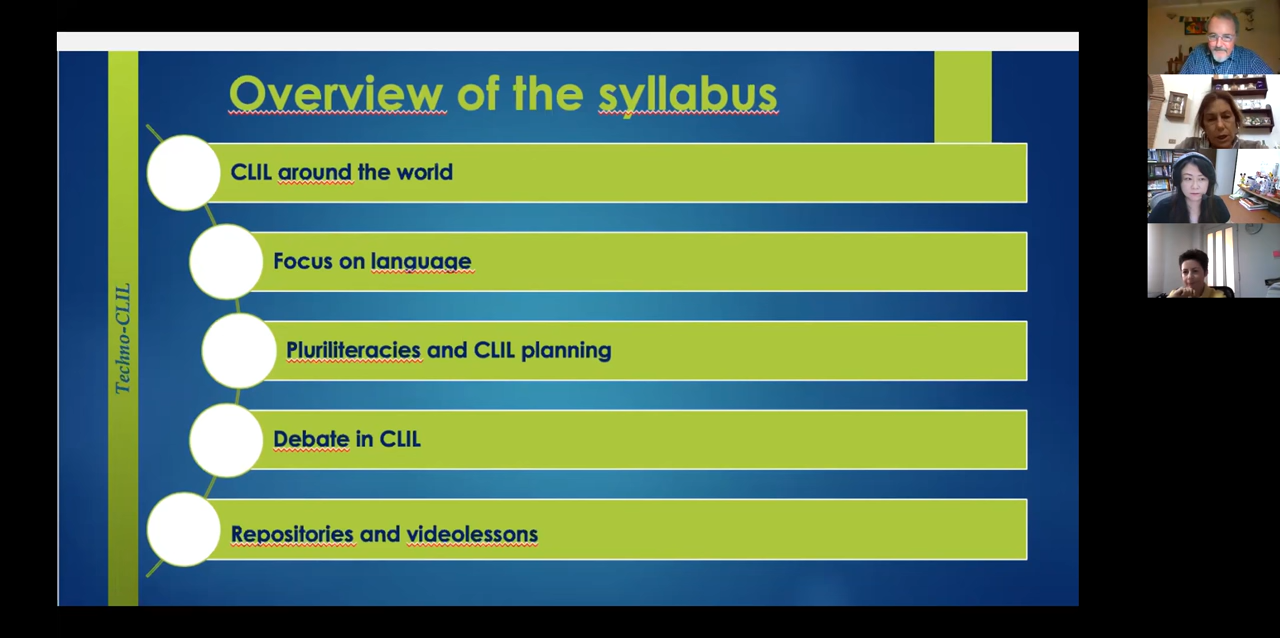 Overview of the syllabus
CLIL around the world
Focus on language
Pluriliteracies and CLIL planning
Debate in CLIL
Repositories and videolessons
Techno-CLIL